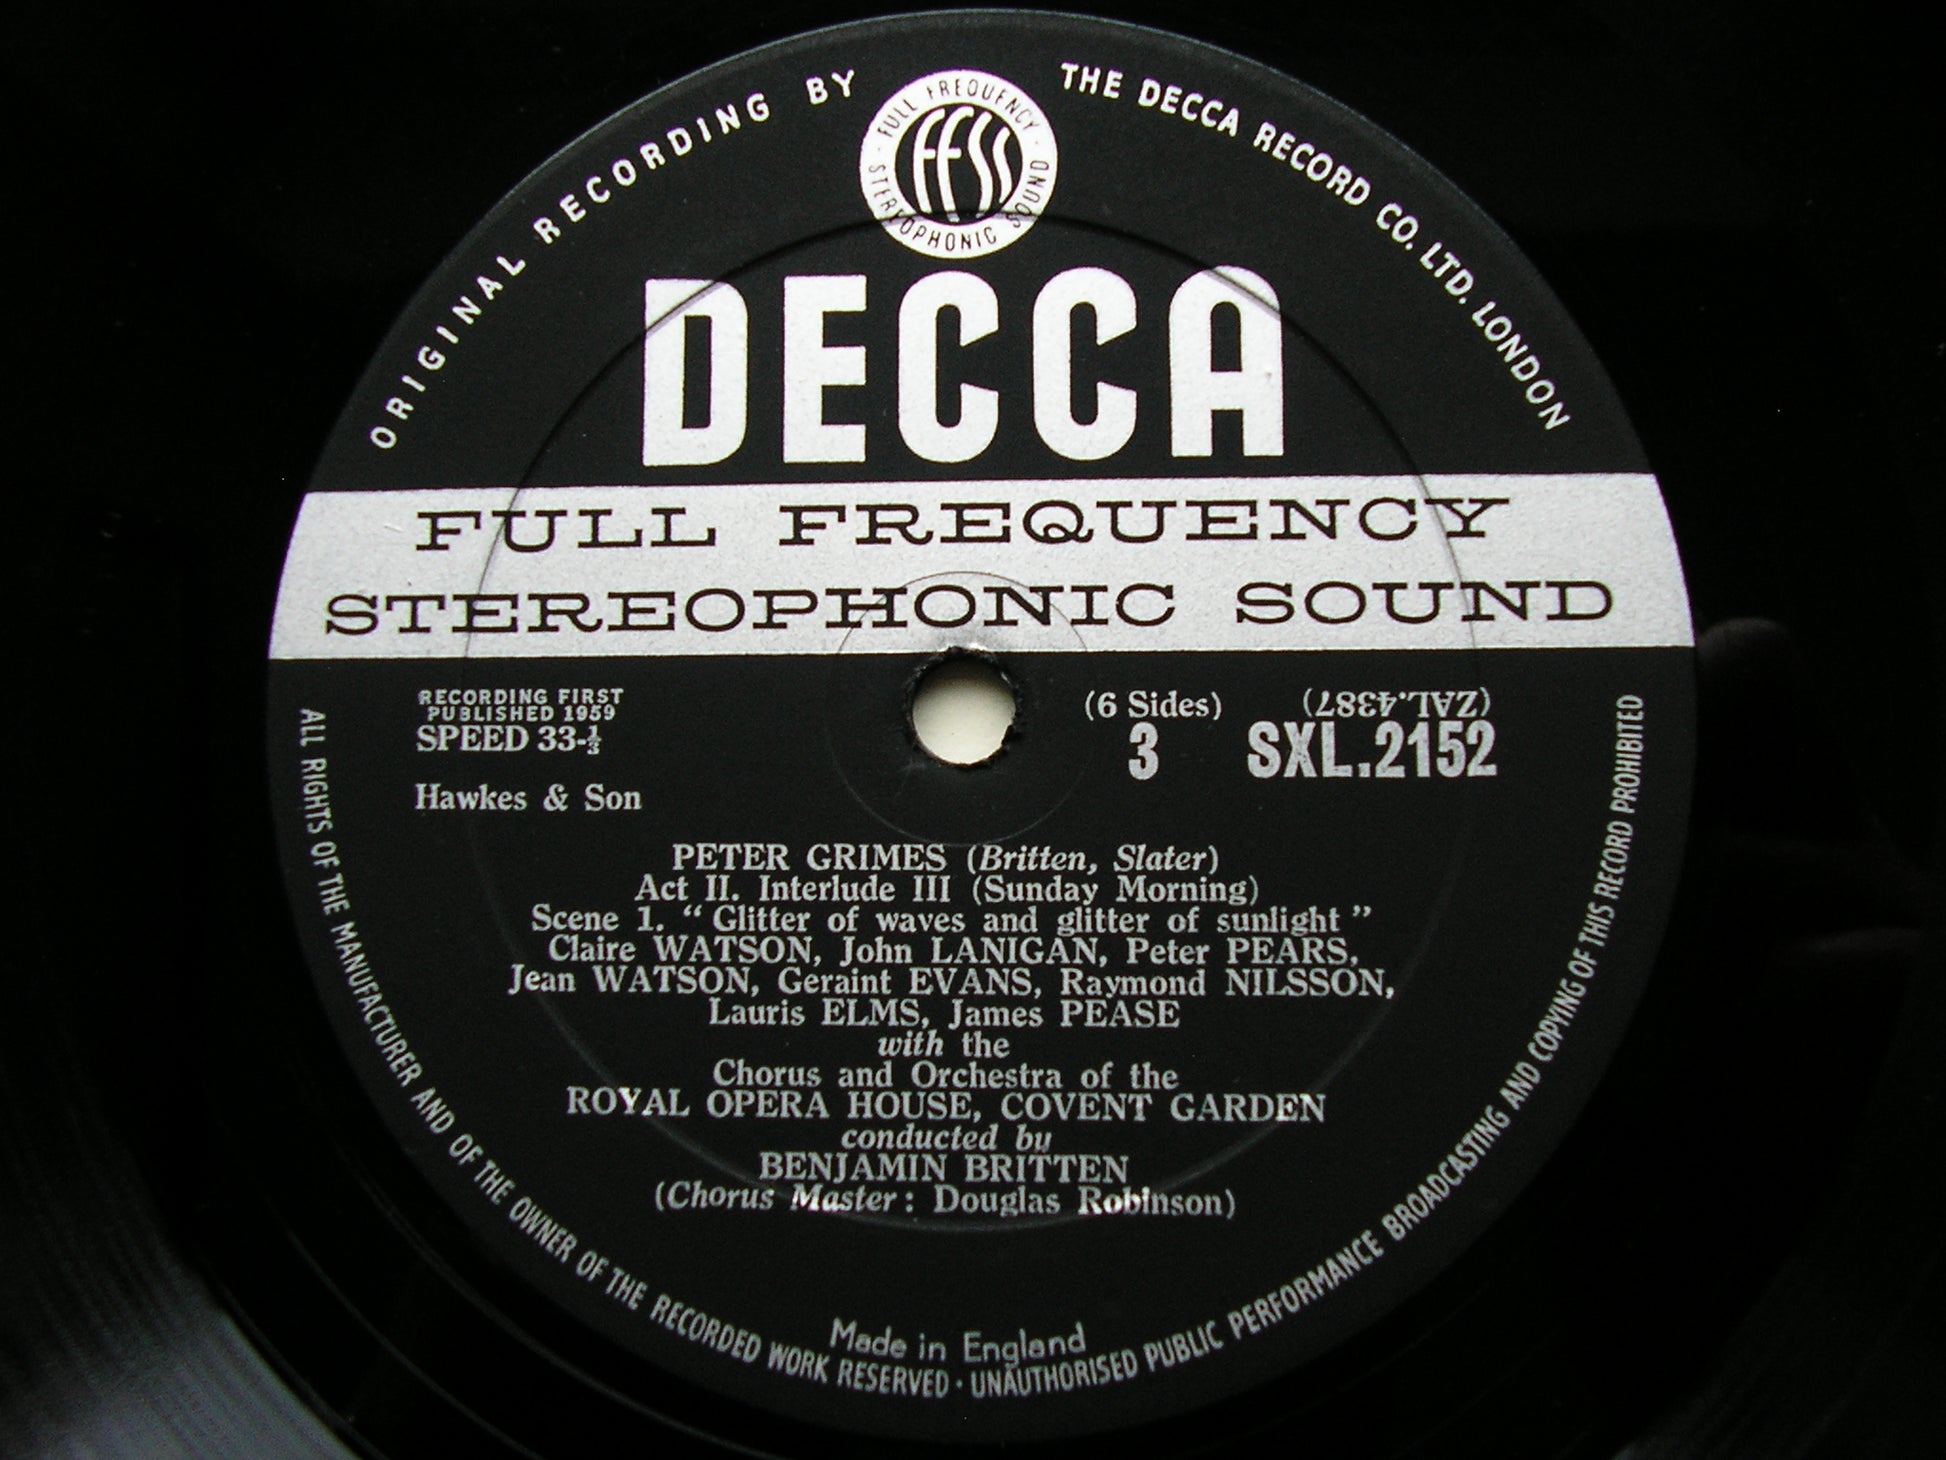 ORIGINAL RECORDING BY
THE DECCA RECORD CO. LTD. LONDON
FULL FREQUENCY
STEREOPHONIC SOUND
FFSS
DECCA
FULL FREQUENCY
STEREOPHONIC SOUND
RECORDING FIRST
PUBLISHED 1959
SPEED 33-⅓
Hawkes & Son
(6 Sides)
3
(ZAL.4387)
SXL.2152
PETER GRIMES (Britten, Slater)
Act II. Interlude III (Sunday Morning)
Scene 1. “ Glitter of waves and glitter of sunlight ”
Claire WATSON, John LANIGAN, Peter PEARS,
Jean WATSON, Geraint EVANS, Raymond NILSSON,
Lauris ELMS, James PEASE
with the
Chorus and Orchestra of the
ROYAL OPERA HOUSE, COVENT GARDEN
conducted by
BENJAMIN BRITTEN
(Chorus Master : Douglas Robinson)
Made in England
ALL RIGHTS OF THE MANUFACTURER AND OF THE OWNER OF THE RECORDED WORK RESERVED · UNAUTHORISED PUBLIC PERFORMANCE BROADCASTING AND COPYING OF THIS RECORD PROHIBITED